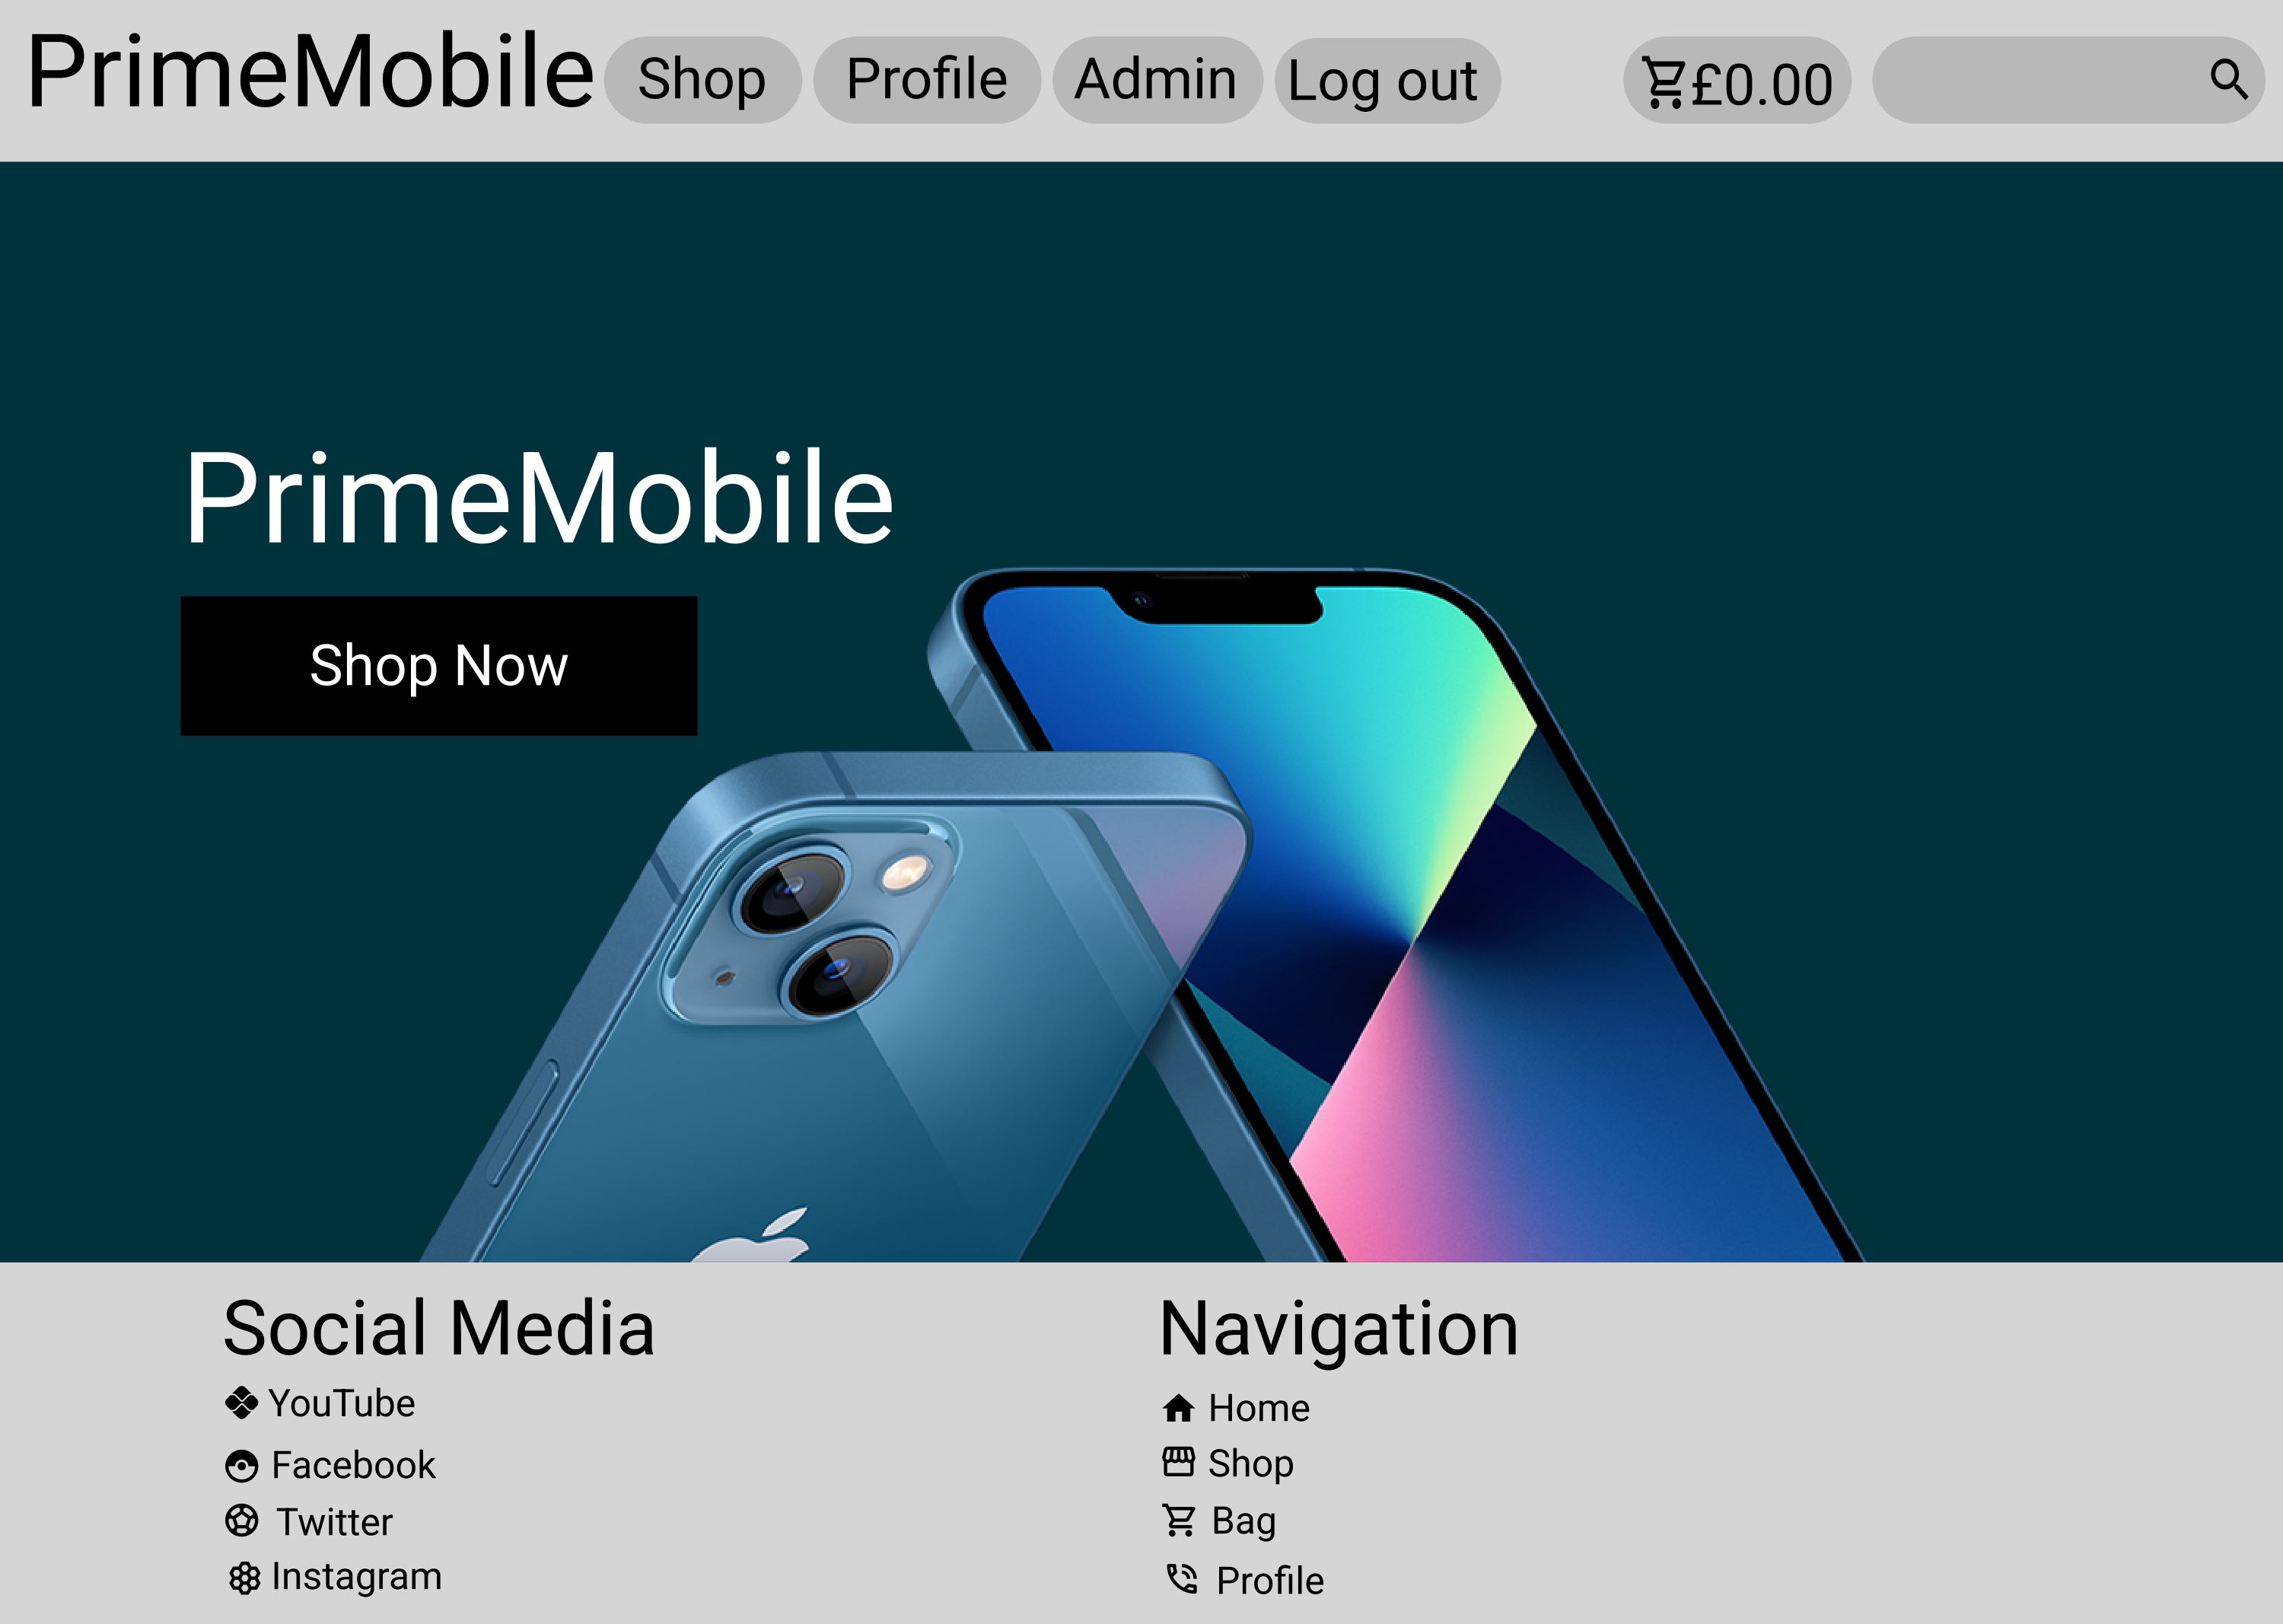 PrimeMobile Shop Profile Admin Log out £0.00
PrimeMobile
Shop Now
Social Media
YouTube
Facebook
Twitter
Instagram
Navigation
Home
Shop
Bag
Profile